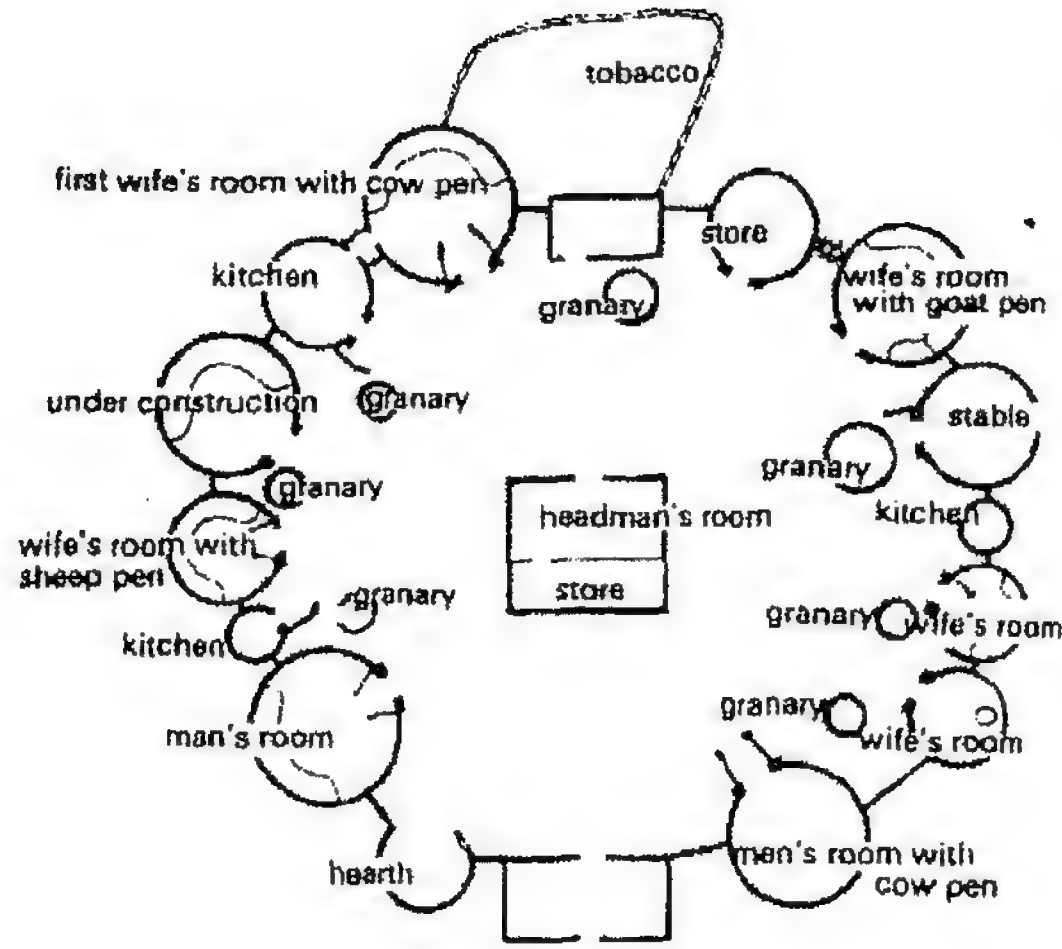 tobacco
first wife's room with cow pen
store
kitchen
wife's room
with goat pen
granary
under construction
granary
stable
granary
granary
headman's room
kitchen
wife's room with
sheep pen
store
granary
granary
wife's room
kitchen
granary
man's room
wife's room
hearth
men's room with
cow pen